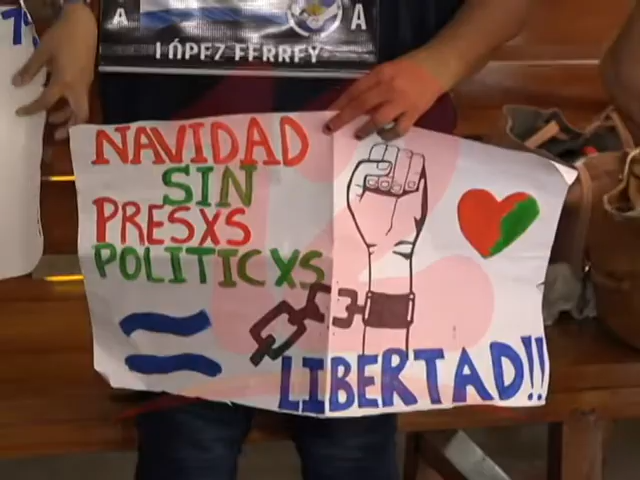 A A
LÓPEZ FERREY
NAVIDAD
SIN
PRESXS
POLITICXS
LIBERTAD!!